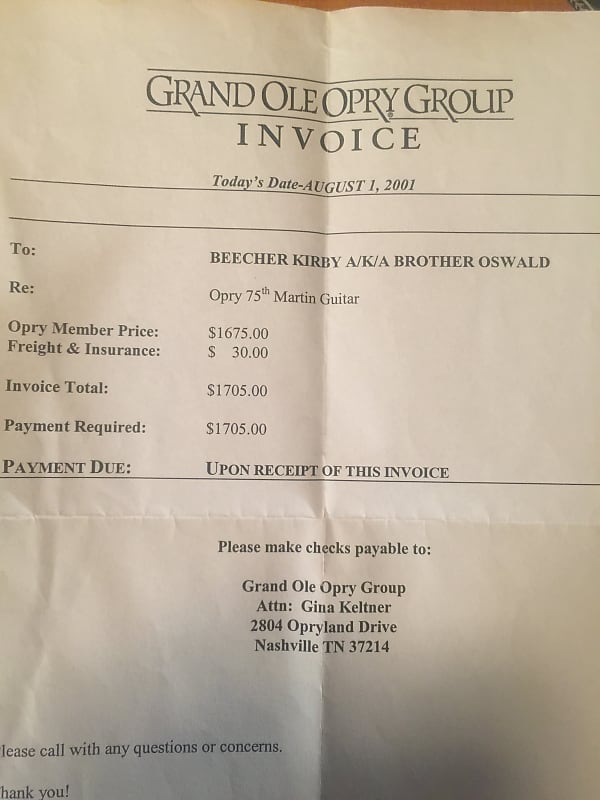 GRAND OLE OPRY GROUP
INVOICE
Today's Date-AUGUST 1, 2001
To: BEECHER KIRBY A/K/A BROTHER OSWALD
Re: Opry 75th Martin Guitar
Opry Member Price: $1675.00
Freight & Insurance: $ 30.00
Invoice Total: $1705.00
Payment Required: $1705.00
PAYMENT DUE: UPON RECEIPT OF THIS INVOICE
Please make checks payable to:
Grand Ole Opry Group
Attn: Gina Keltner
2804 Opryland Drive
Nashville TN 37214
lease call with any questions or concerns.
hank you!